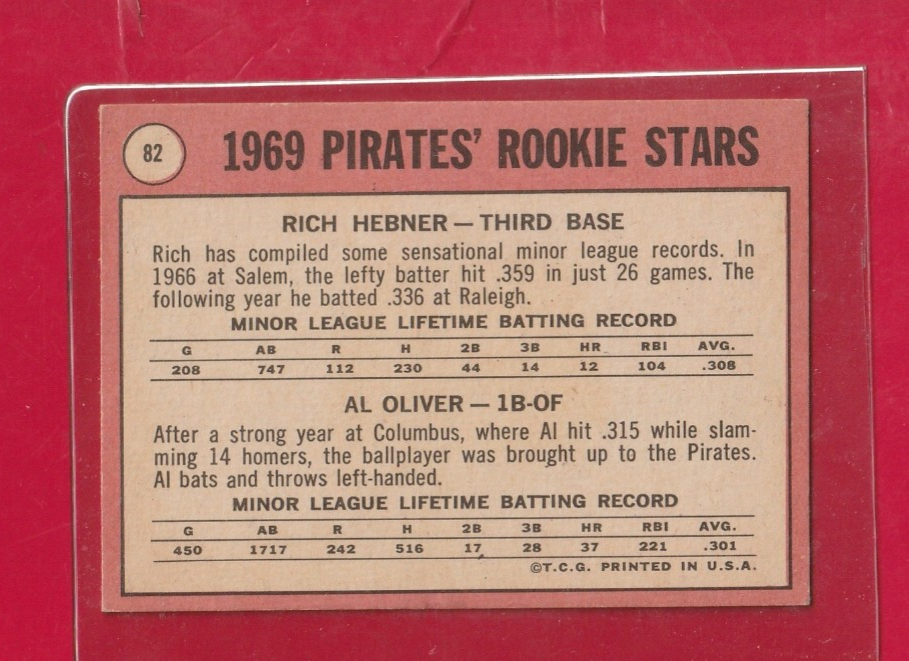 82
1969 PIRATES' ROOKIE STARS
RICH HEBNER — THIRD BASE
Rich has compiled some sensational minor league records. In
1966 at Salem, the lefty batter hit .359 in just 26 games. The
following year he batted .336 at Raleigh.
MINOR LEAGUE LIFETIME BATTING RECORD
G AB R H 2B 3B HR RBI AVG.
208 747 112 230 44 14 12 104 .308
AL OLIVER — 1B-OF
After a strong year at Columbus, where Al hit .315 while slam-
ming 14 homers, the ballplayer was brought up to the Pirates.
Al bats and throws left-handed.
MINOR LEAGUE LIFETIME BATTING RECORD
G AB R H 2B 3B HR RBI AVG.
450 1717 242 516 17 28 37 221 .301
©T.C.G. PRINTED IN U.S.A.